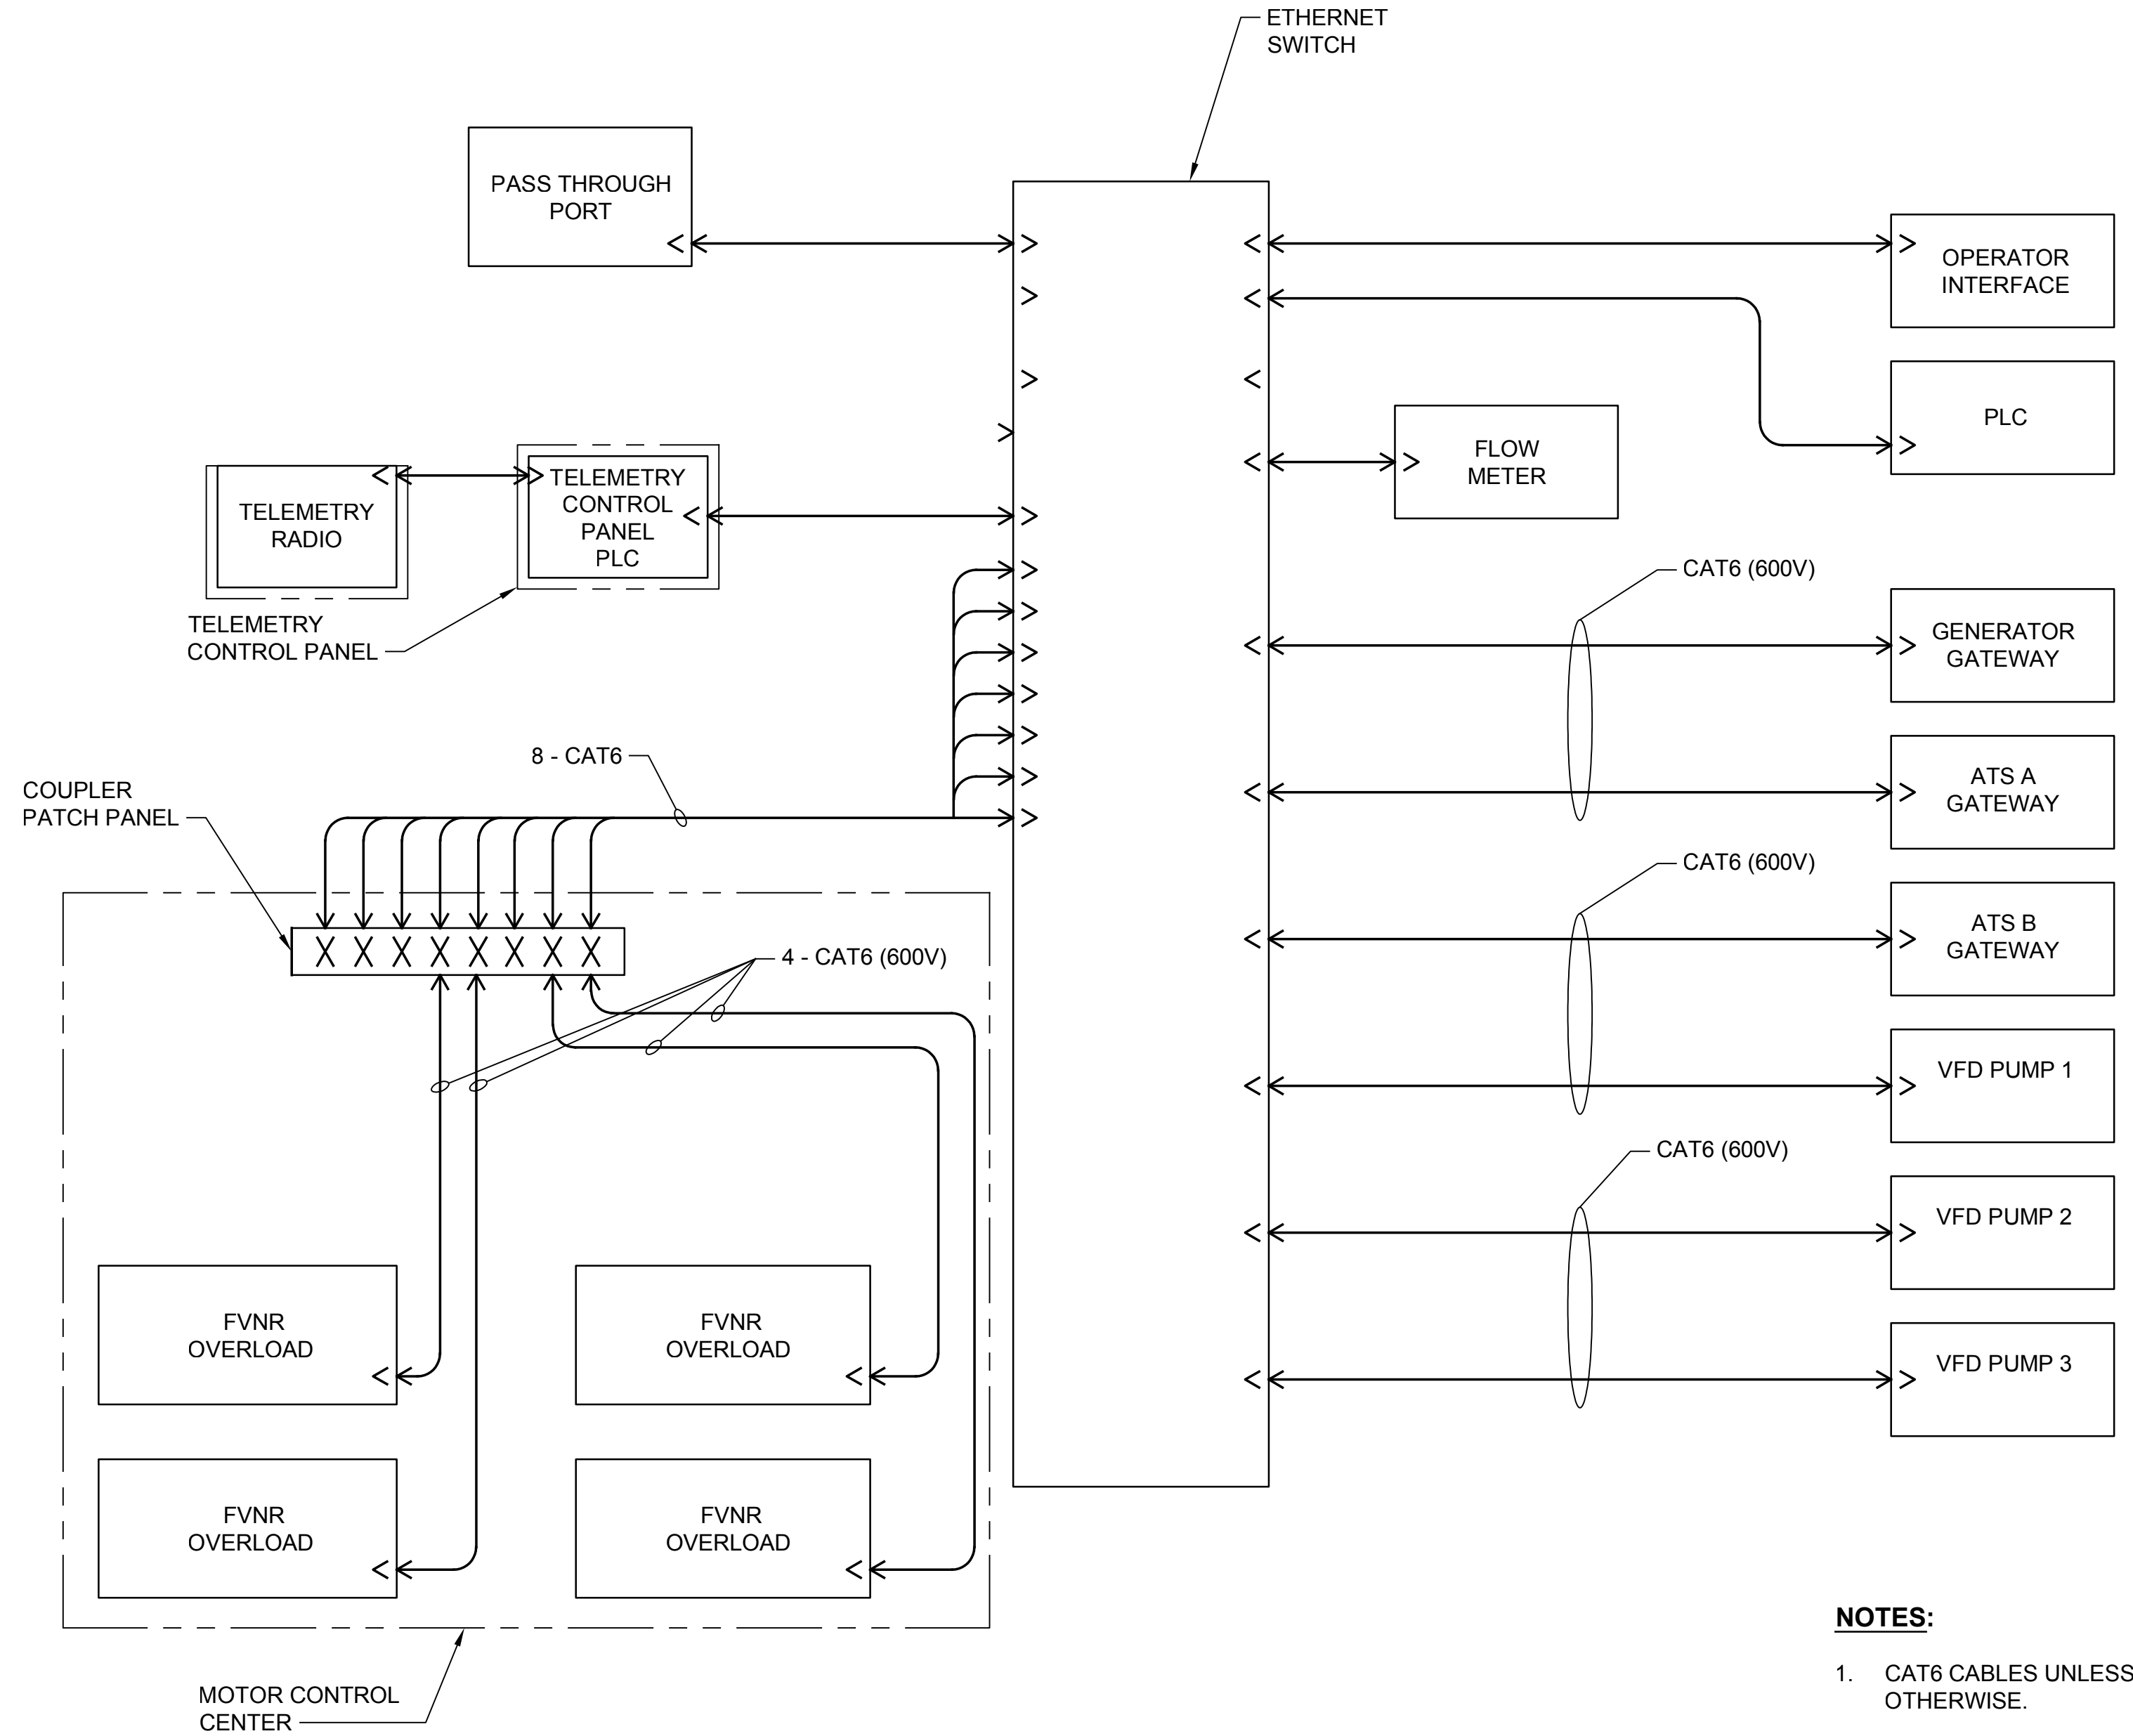 ETHERNET
SWITCH
PASS THROUGH
PORT
OPERATOR
INTERFACE
PLC
FLOW
METER
TELEMETRY
RADIO
TELEMETRY
CONTROL
PANEL
PLC
TELEMETRY
CONTROL PANEL
CAT6 (600V)
GENERATOR
GATEWAY
8 - CAT6
ATS A
GATEWAY
COUPLER
PATCH PANEL
CAT6 (600V)
ATS B
GATEWAY
4 - CAT6 (600V)
VFD PUMP 1
CAT6 (600V)
VFD PUMP 2
FVNR
OVERLOAD
FVNR
OVERLOAD
VFD PUMP 3
FVNR
OVERLOAD
FVNR
OVERLOAD
MOTOR CONTROL
CENTER
NOTES:
1. CAT6 CABLES UNLESS
OTHERWISE.